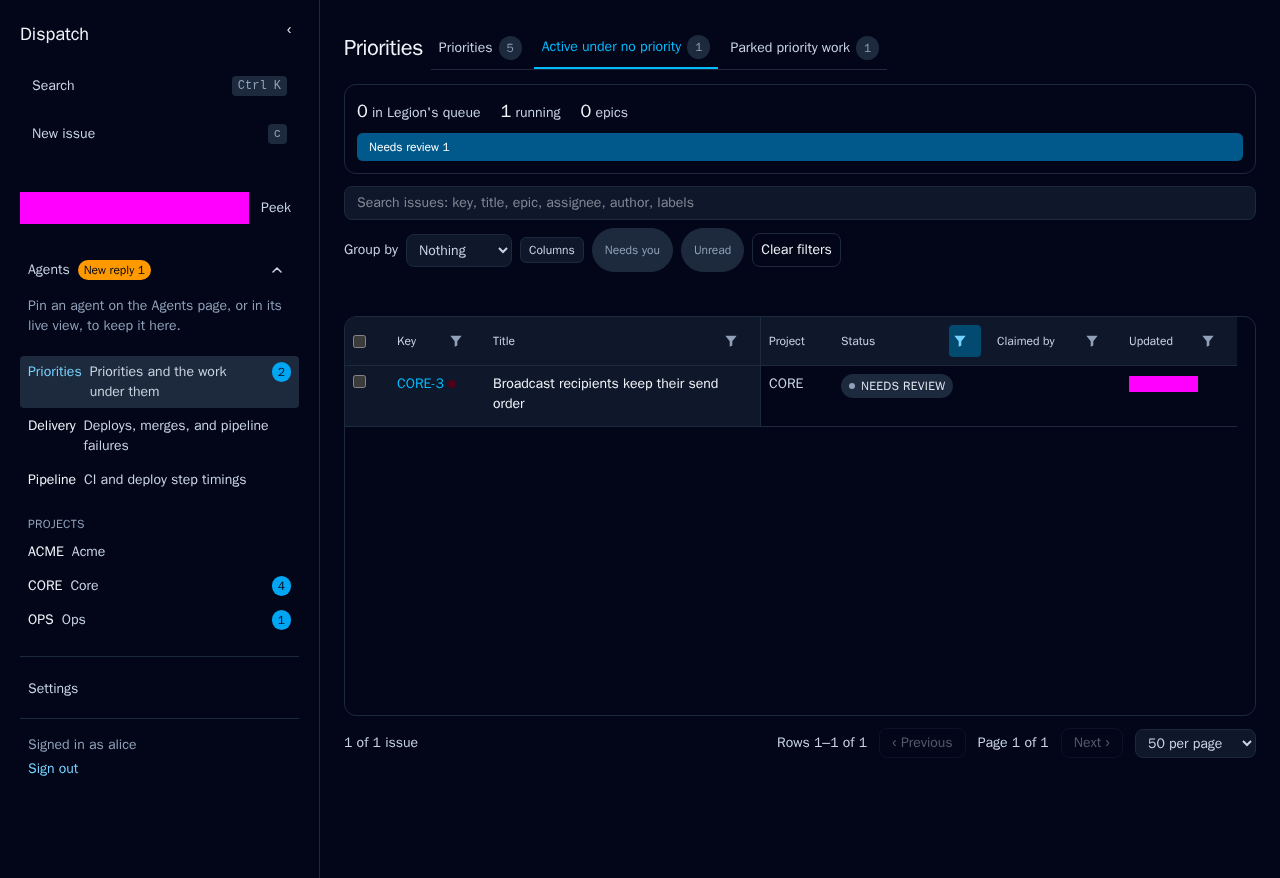 Dispatch
‹
Search
Ctrl K
New issue
C
Peek
Agents
New reply 1
Pin an agent on the Agents page, or in its
live view, to keep it here.
Priorities
Priorities and the work
under them
2
Delivery
Deploys, merges, and pipeline
failures
Pipeline
CI and deploy step timings
PROJECTS
ACME Acme
CORE Core
4
OPS Ops
1
Settings
Signed in as alice
Sign out
Priorities
Priorities 5
Active under no priority 1
Parked priority work 1
0 in Legion's queue
1 running
0 epics
Needs review 1
Search issues: key, title, epic, assignee, author, labels
Group by
Nothing
Columns
Needs you
Unread
Clear filters
Key
Title
Project
Status
Claimed by
Updated
CORE-3
Broadcast recipients keep their send
order
CORE
NEEDS REVIEW
1 of 1 issue
Rows 1–1 of 1
‹ Previous
Page 1 of 1
Next ›
50 per page